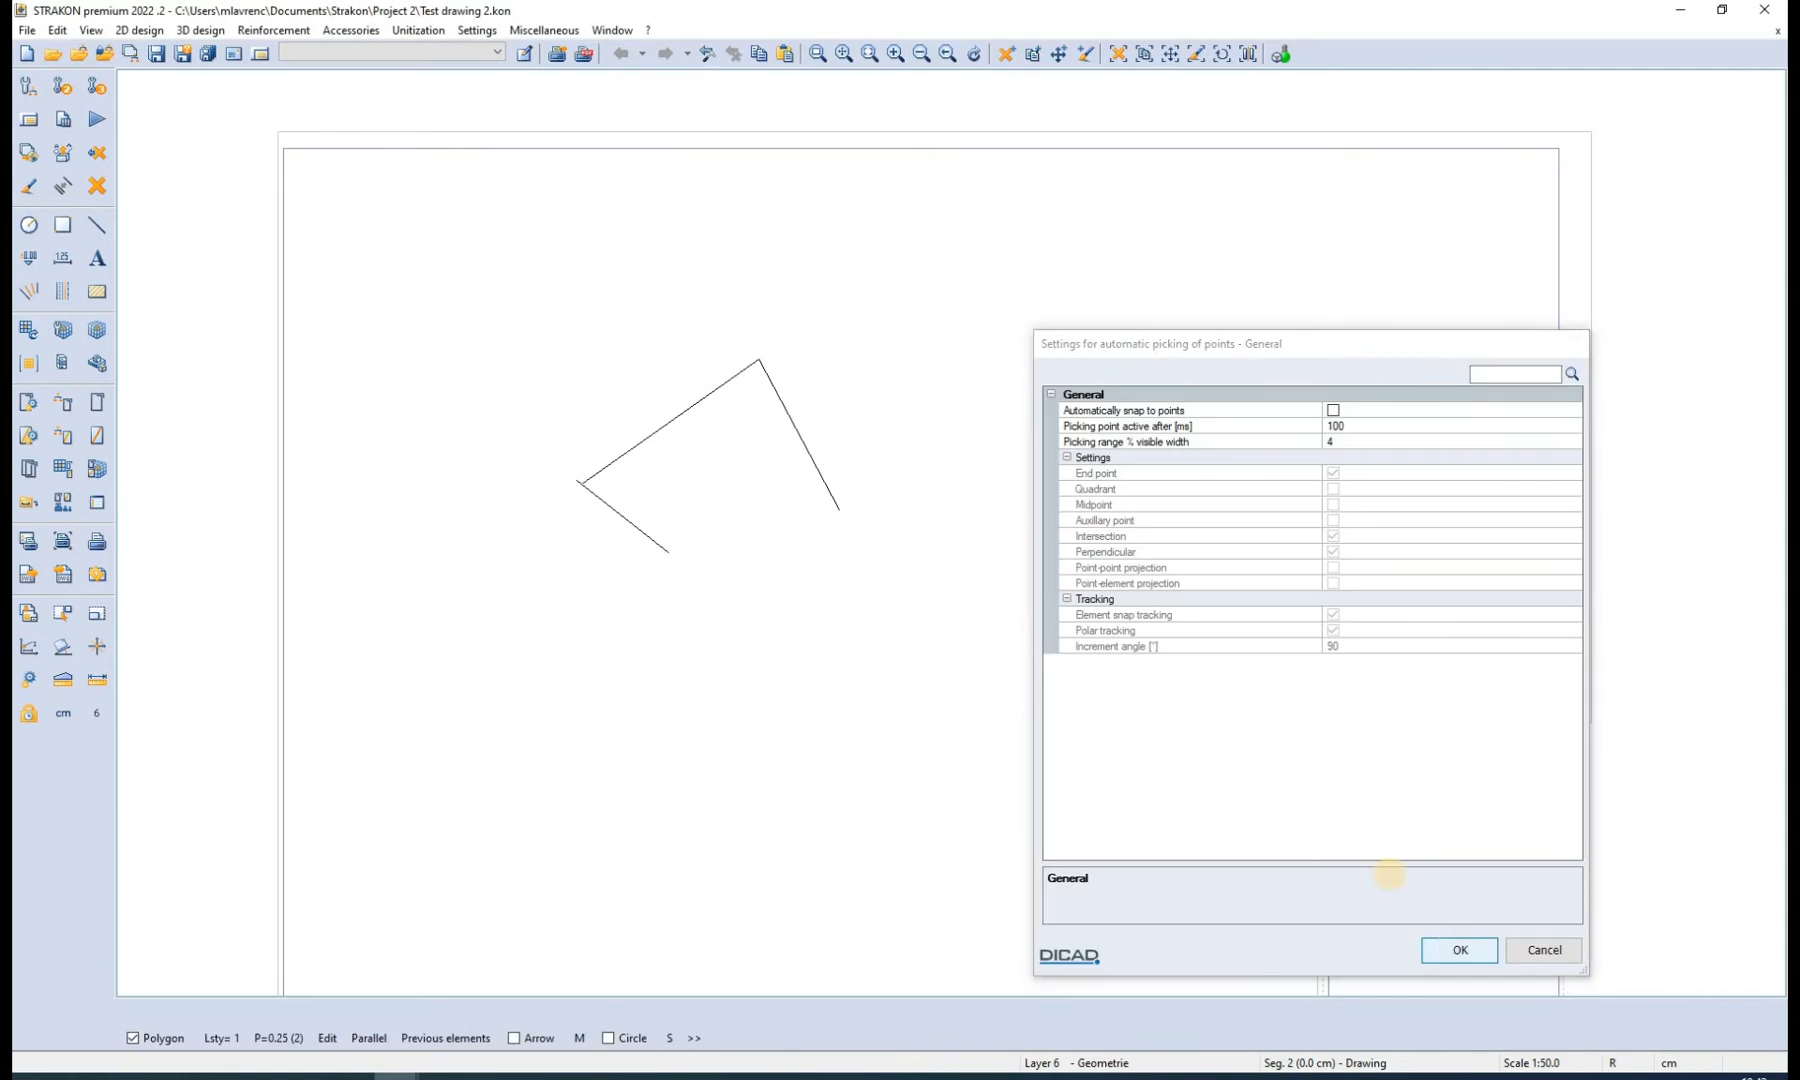 STRAKON premium 2022 .2 - C:\Users\mlavrenc\Documents\Strakon\Project 2\Test drawing 2.kon
File Edit View 2D design 3D design Reinforcement Accessories Unitization Settings Miscellaneous Window ?
Settings for automatic picking of points - General
General
Automatically snap to points
Picking point active after [ms] 100
Picking range % visible width 4
Settings
End point
Quadrant
Midpoint
Auxillary point
Intersection
Perpendicular
Point-point projection
Point-element projection
Tracking
Element snap tracking
Polar tracking
Increment angle [°] 90
General
DICAD
OK Cancel
cm 6
Polygon Lsty= 1 P=0.25 (2) Edit Parallel Previous elements Arrow M Circle S >>
Layer 6 - Geometrie Seg. 2 (0.0 cm) - Drawing Scale 1:50.0 R cm